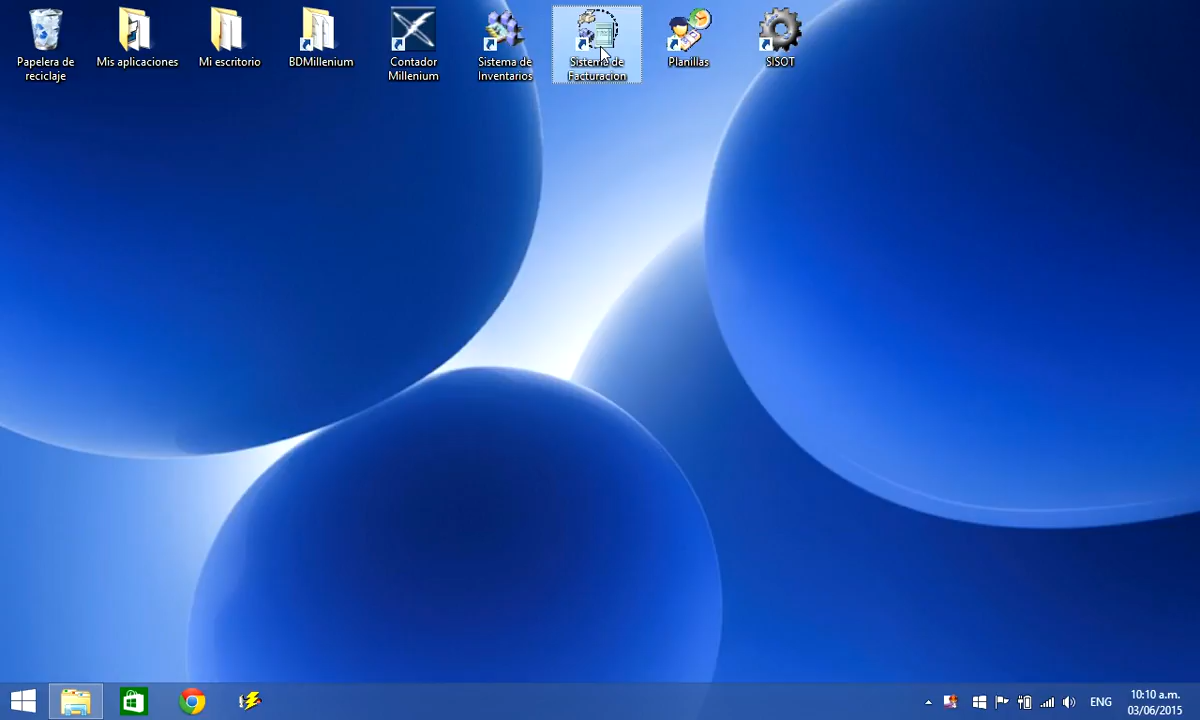 Papelera de
reciclaje
Mis aplicaciones
Mi escritorio
BDMillenium
Contador
Millenium
Sistema de
Inventarios
Sistema de
Facturacion
Planillas
SISOT
ENG
10:10 a.m.
03/06/2015